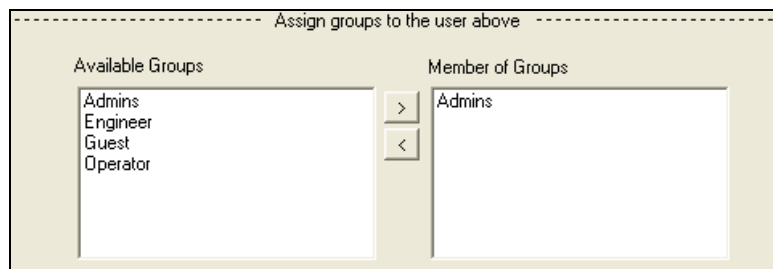 Assign groups to the user above
Available Groups
Member of Groups
Admins
Engineer
Guest
Operator
>
<
Admins